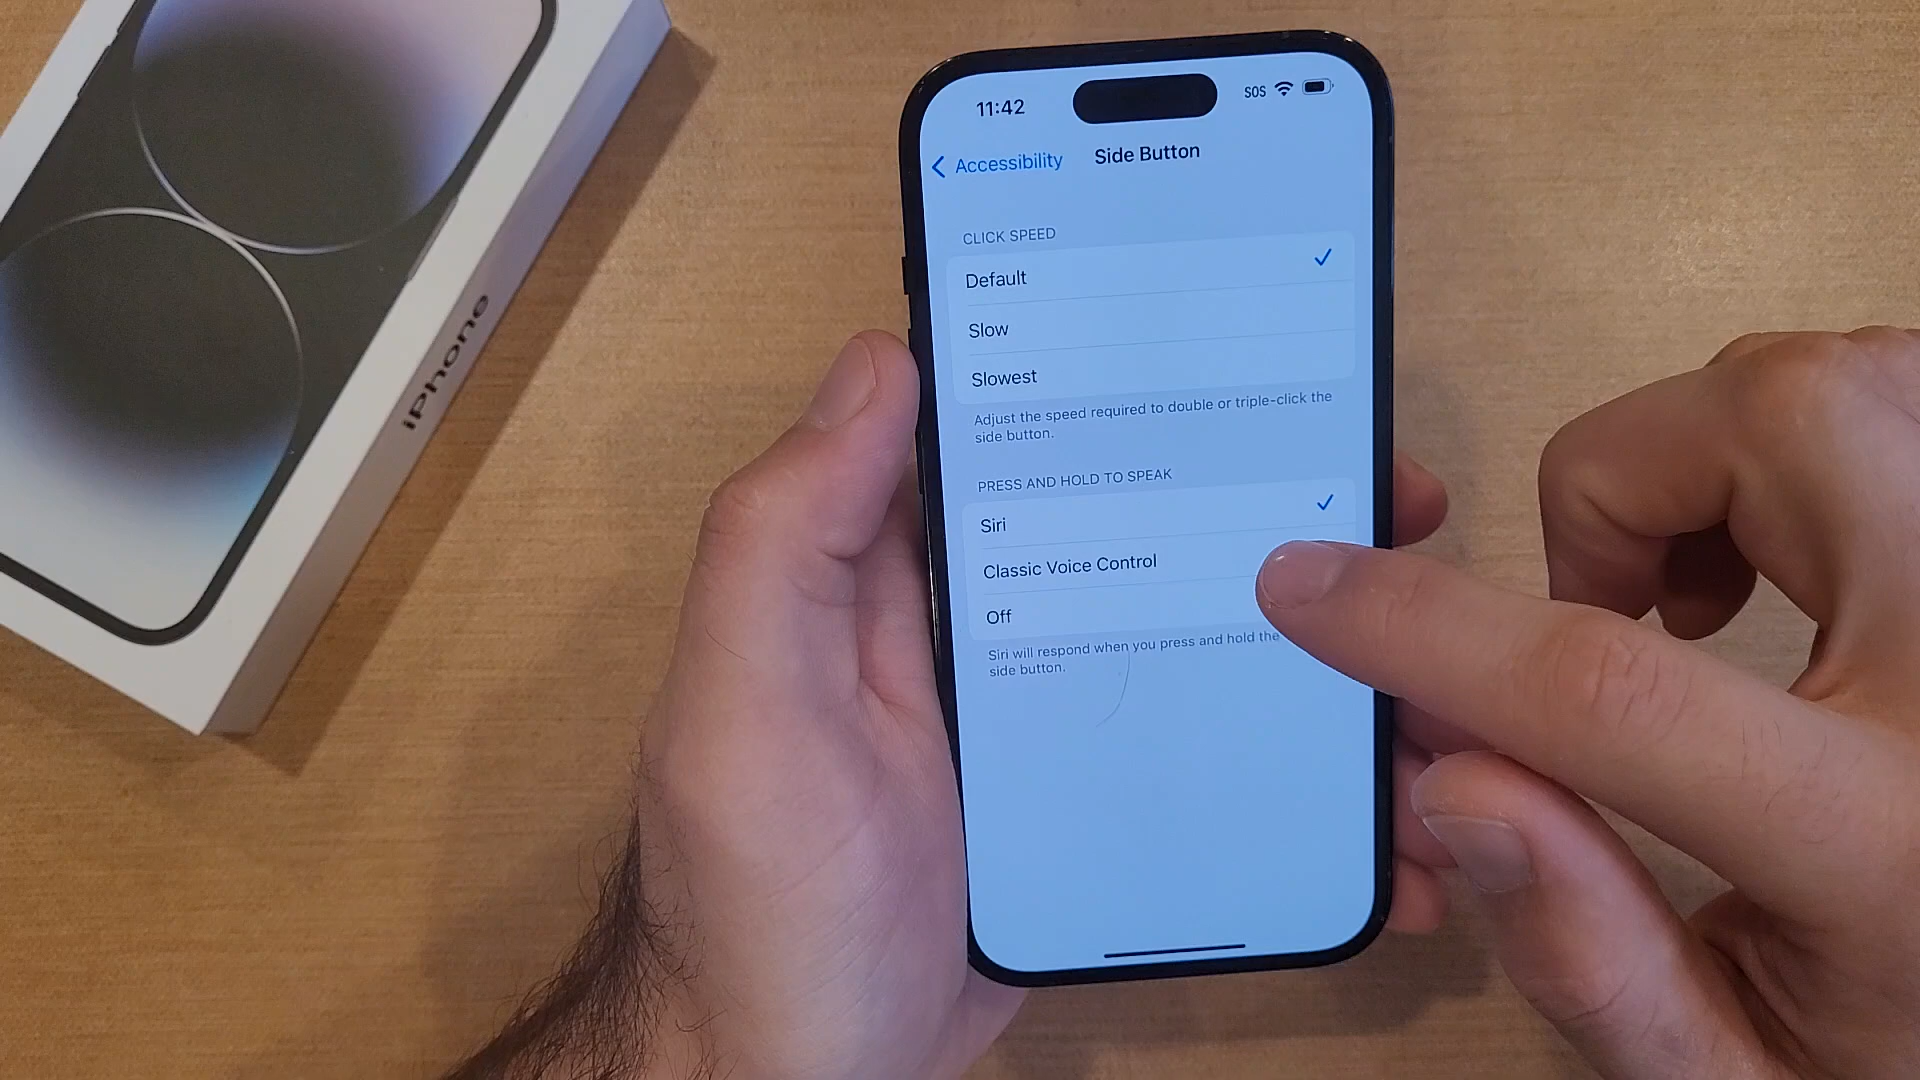 iPhone
11:42
SOS
Accessibility
Side Button
CLICK SPEED
Default
Slow
Slowest
Adjust the speed required to double or triple-click the
side button.
PRESS AND HOLD TO SPEAK
Siri
Classic Voice Control
Off
Siri will respond when you press and hold the
side button.